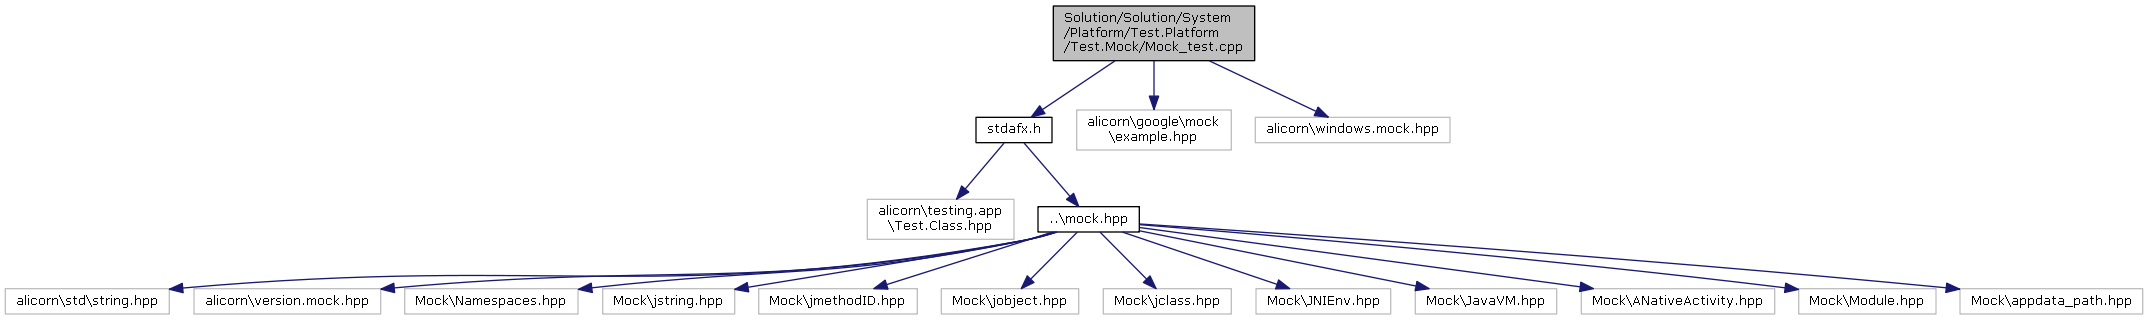 Solution/Solution/System
/Platform/Test.Platform
/Test.Mock/Mock_test.cpp
stdafx.h
alicorn\google\mock
\example.hpp
alicorn\windows.mock.hpp
alicorn\testing.app
\Test.Class.hpp
..\mock.hpp
alicorn\std\string.hpp
alicorn\version.mock.hpp
Mock\Namespaces.hpp
Mock\jstring.hpp
Mock\jmethodID.hpp
Mock\jobject.hpp
Mock\jclass.hpp
Mock\JNIEnv.hpp
Mock\JavaVM.hpp
Mock\ANativeActivity.hpp
Mock\Module.hpp
Mock\appdata_path.hpp